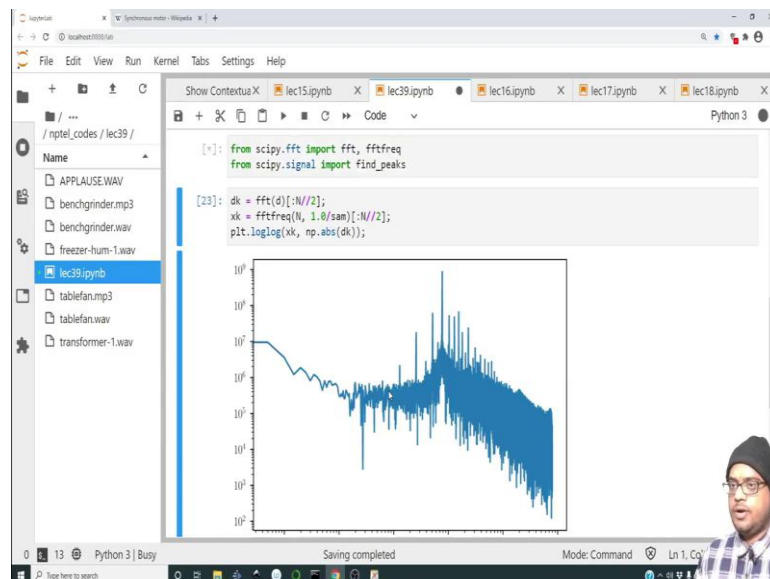 JupyterLab x W Synchronous motor - Wikipedia x +
localhost:8888/lab
File Edit View Run Kernel Tabs Settings Help
Show Contextua X lec15.ipynb X lec39.ipynb lec16.ipynb X lec17.ipynb X lec18.ipynb X
Code Python 3
/ ···
/ nptel_codes / lec39 /
Name
APPLAUSE.WAV
benchgrinder.mp3
benchgrinder.wav
freezer-hum-1.wav
lec39.ipynb
tablefan.mp3
tablefan.wav
transformer-1.wav
[*]: from scipy.fft import fft, fftfreq
from scipy.signal import find_peaks
[23]: dk = fft(d)[:N//2];
xk = fftfreq(N, 1.0/sam)[:N//2];
plt.loglog(xk, np.abs(dk));
10⁹
10⁸
10⁷
10⁶
10⁵
10⁴
10³
10²
0 13 Python 3 | Busy Saving completed Mode: Command Ln 1,
Type here to search